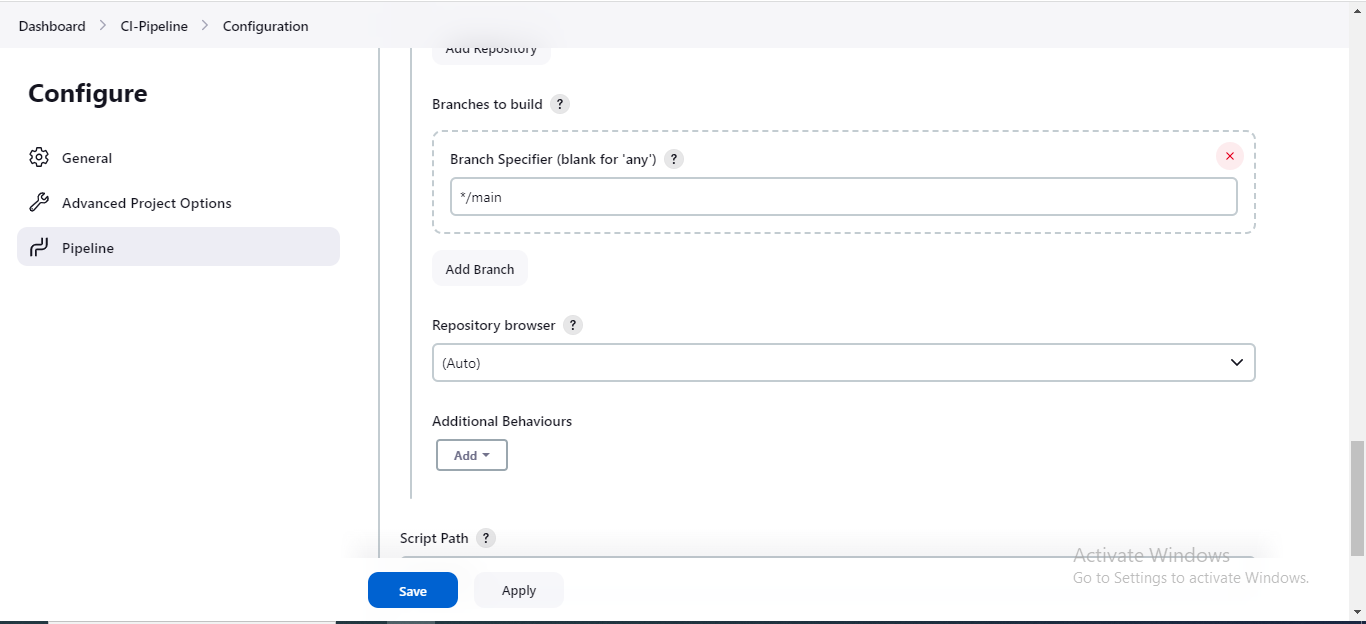 Dashboard > CI-Pipeline > Configuration
Configure
General
Advanced Project Options
Pipeline
Add Repository
Branches to build ?
Branch Specifier (blank for 'any') ?
*/main
Add Branch
Repository browser ?
(Auto)
Additional Behaviours
Add
Script Path ?
Save
Apply
Activate Windows
Go to Settings to activate Windows.